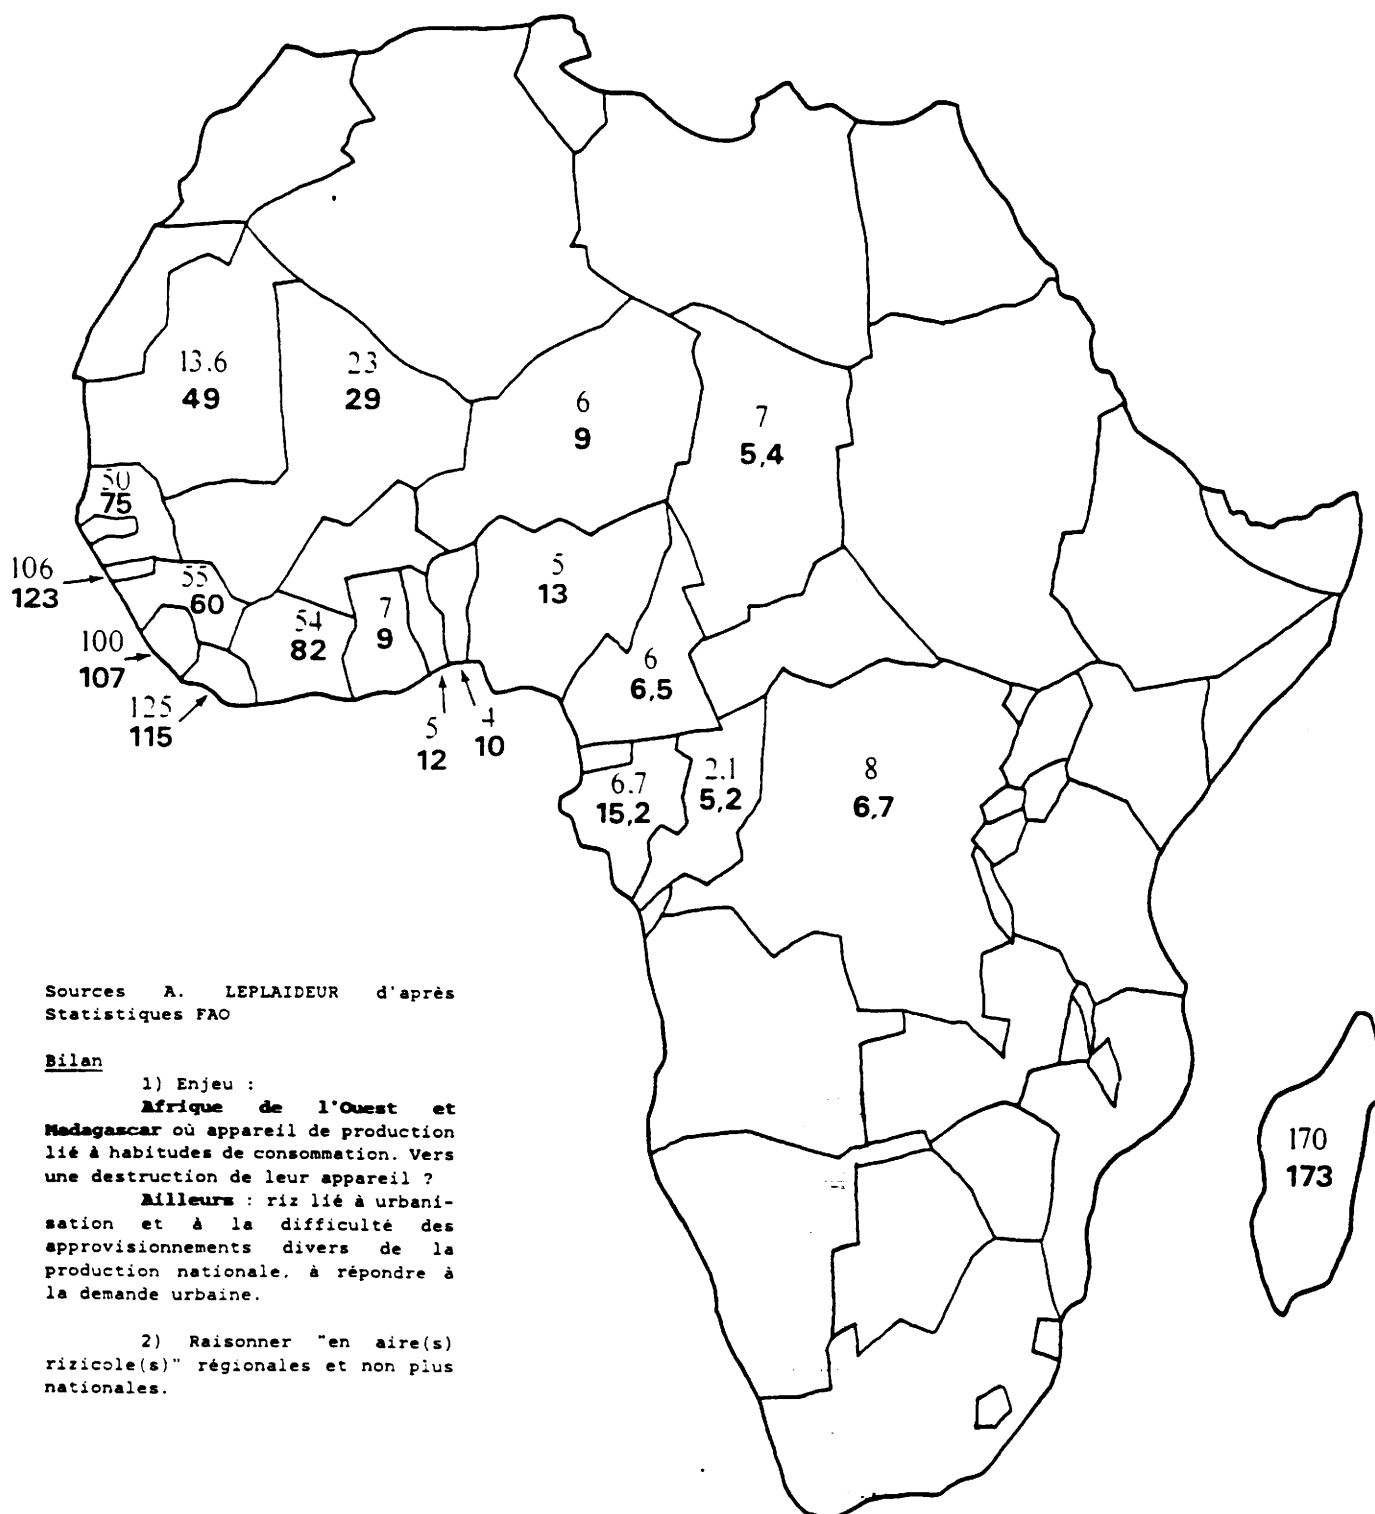 13.6
49
23
29
6
9
7
5,4
50
75
106
123
55
60
100
107
125
115
54
82
7
9
5
13
5
12
4
10
6
6,5
6.7
15,2
2.1
5,2
8
6,7
170
173
Sources A. LEPLAIDEUR d'après
Statistiques FAO
Bilan
1) Enjeu :
Afrique de l'Ouest et
Madagascar où appareil de production
lié à habitudes de consommation. Vers
une destruction de leur appareil ?
Ailleurs : riz lié à urbani-
sation et à la difficulté des
approvisionnements divers de la
production nationale, à répondre à
la demande urbaine.
2) Raisonner "en aire(s)
rizicole(s)" régionales et non plus
nationales.